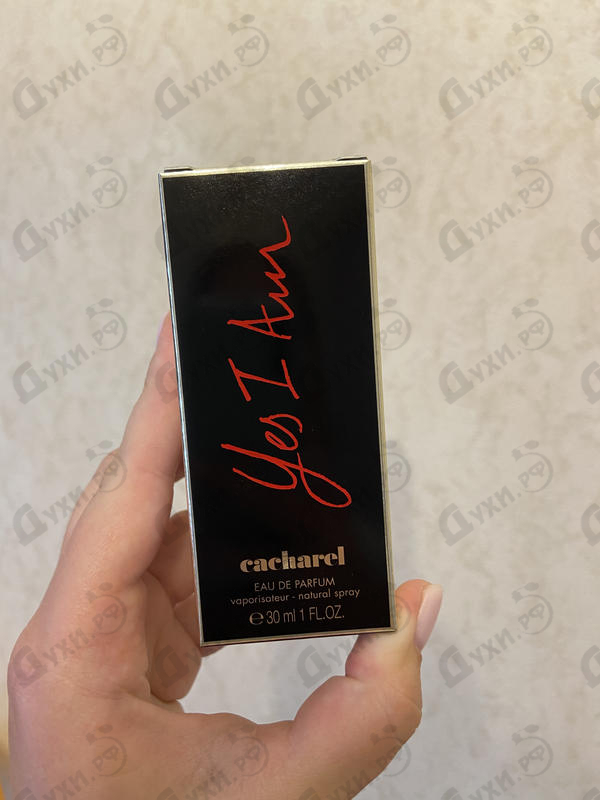 Yes I Am
cacharel
EAU DE PARFUM
vaporisateur - natural spray
℮ 30 ml 1 FL.OZ.
Духи.РФ